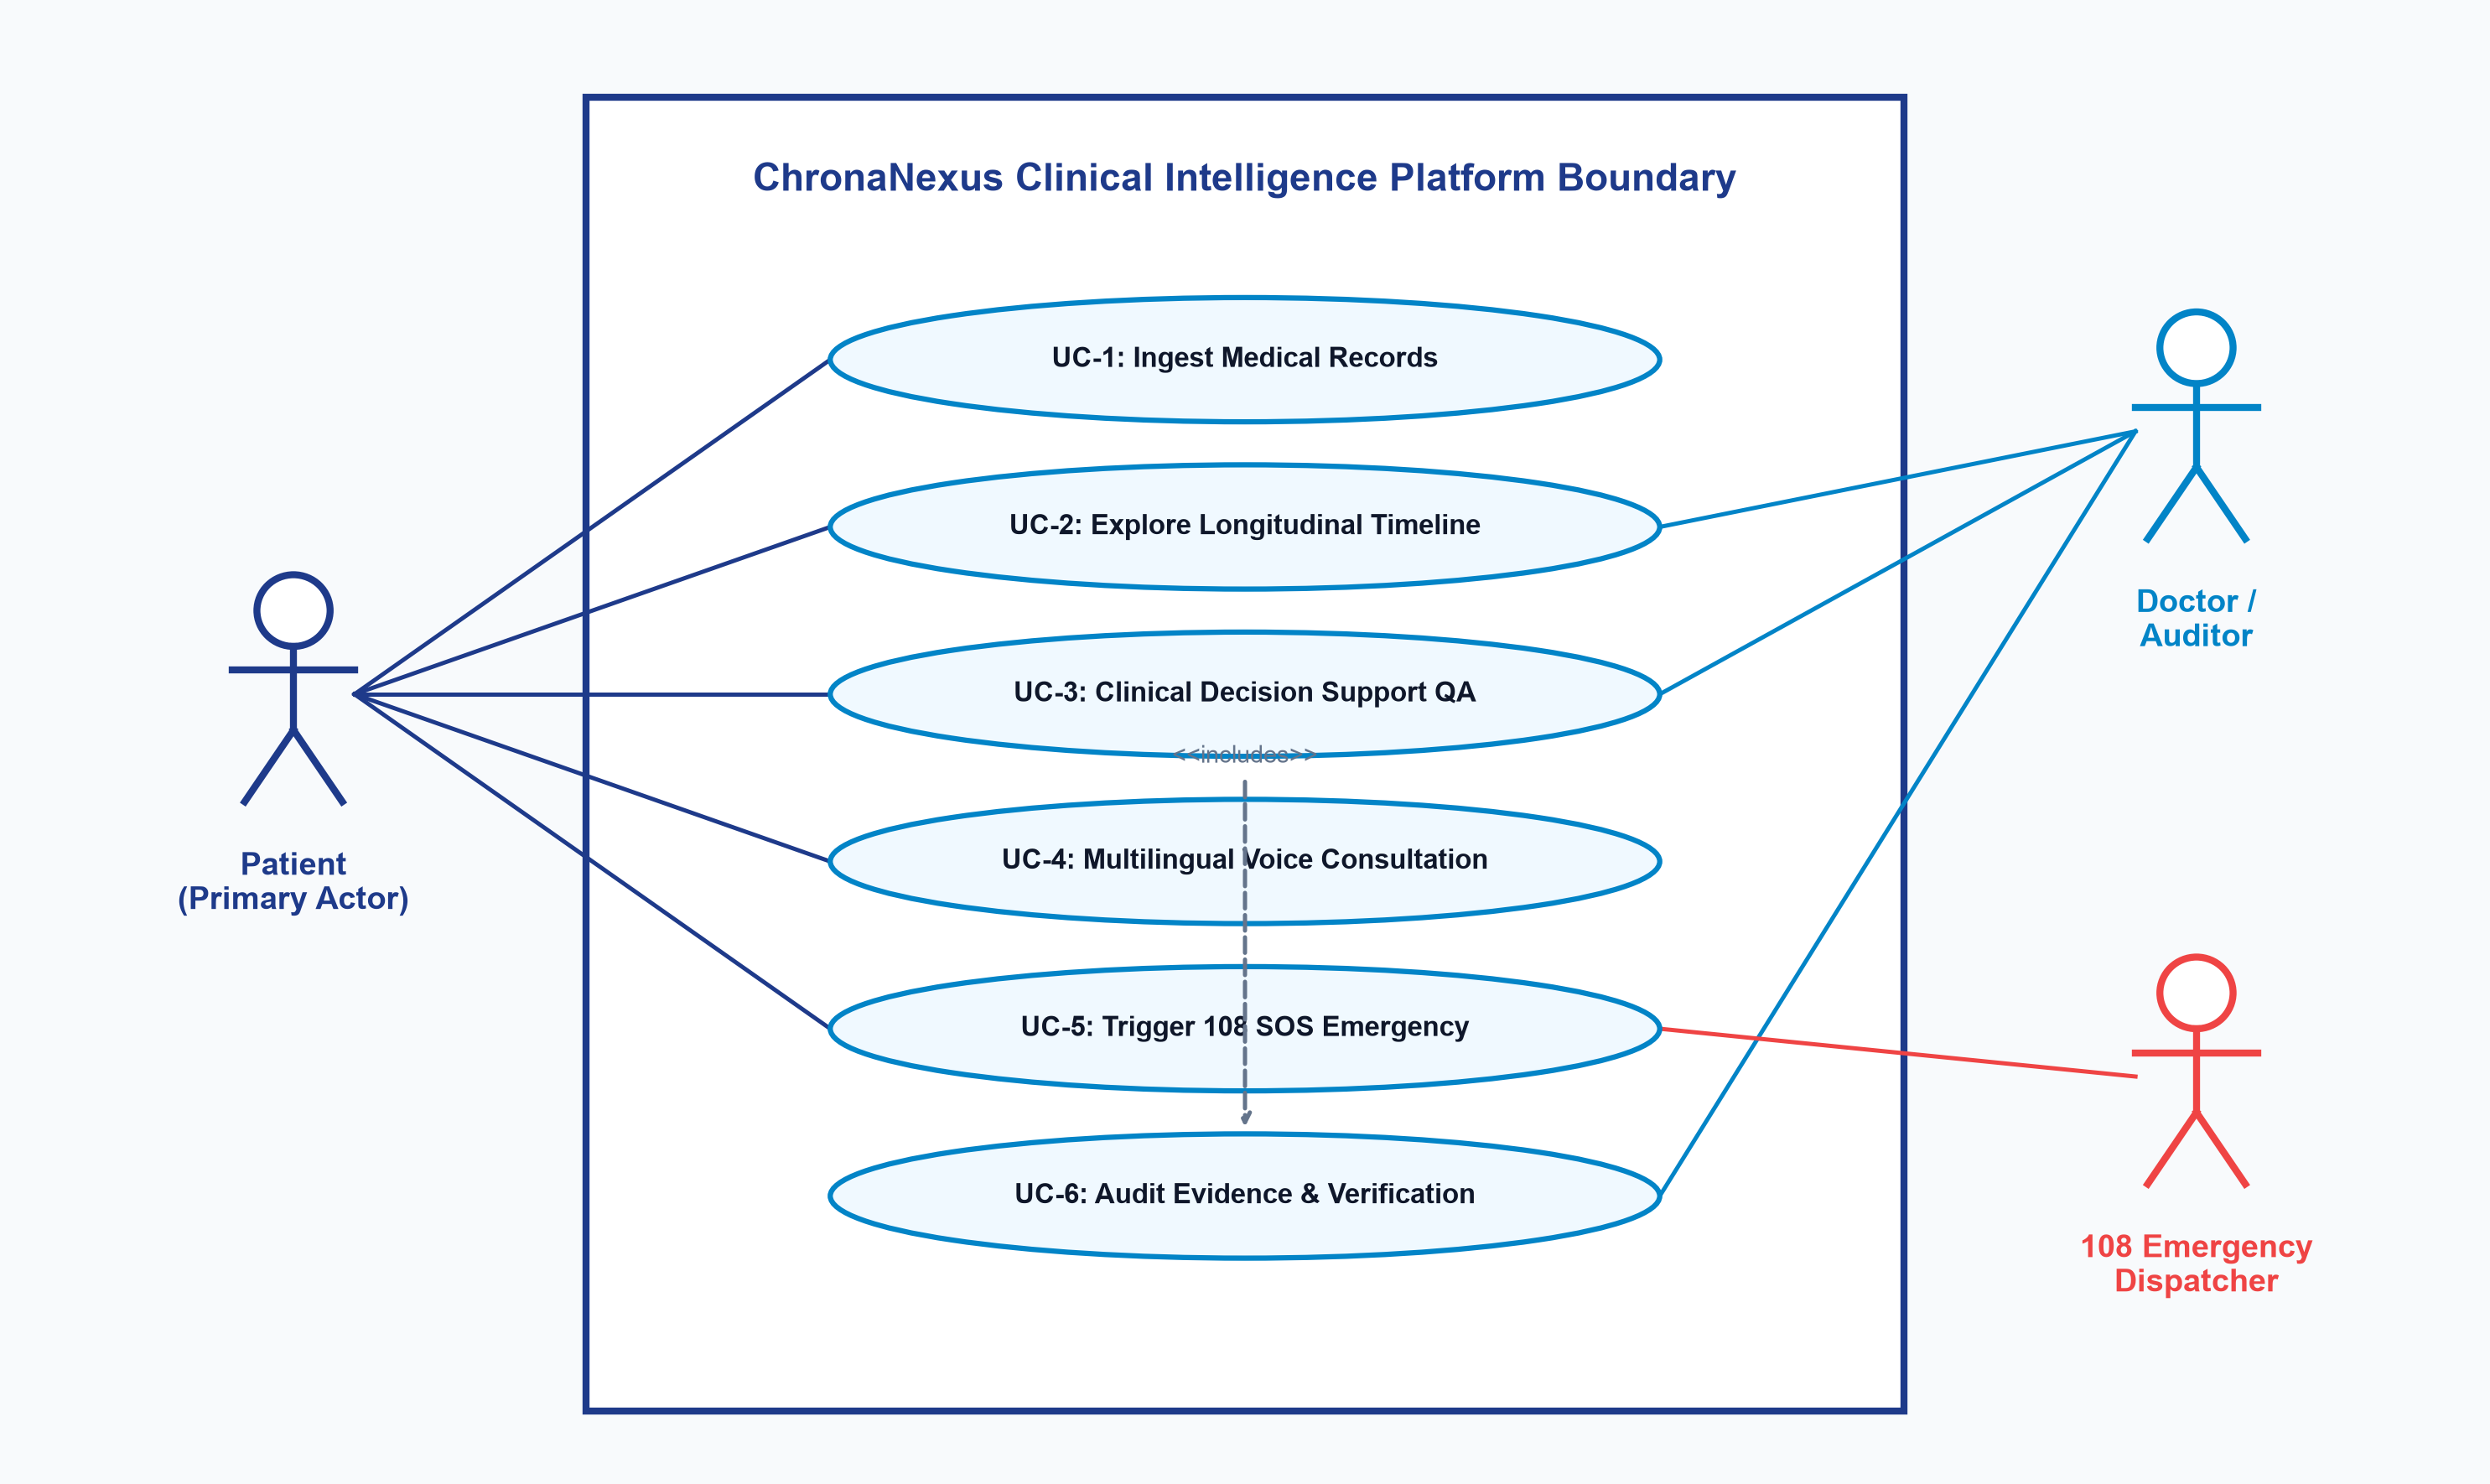 ChronaNexus Clinical Intelligence Platform Boundary
UC-1: Ingest Medical Records
UC-2: Explore Longitudinal Timeline
Doctor /
Auditor
UC-3: Clinical Decision Support QA
<<includes>>
Patient
(Primary Actor)
UC-4: Multilingual Voice Consultation
UC-5: Trigger 108 SOS Emergency
UC-6: Audit Evidence & Verification
108 Emergency
Dispatcher